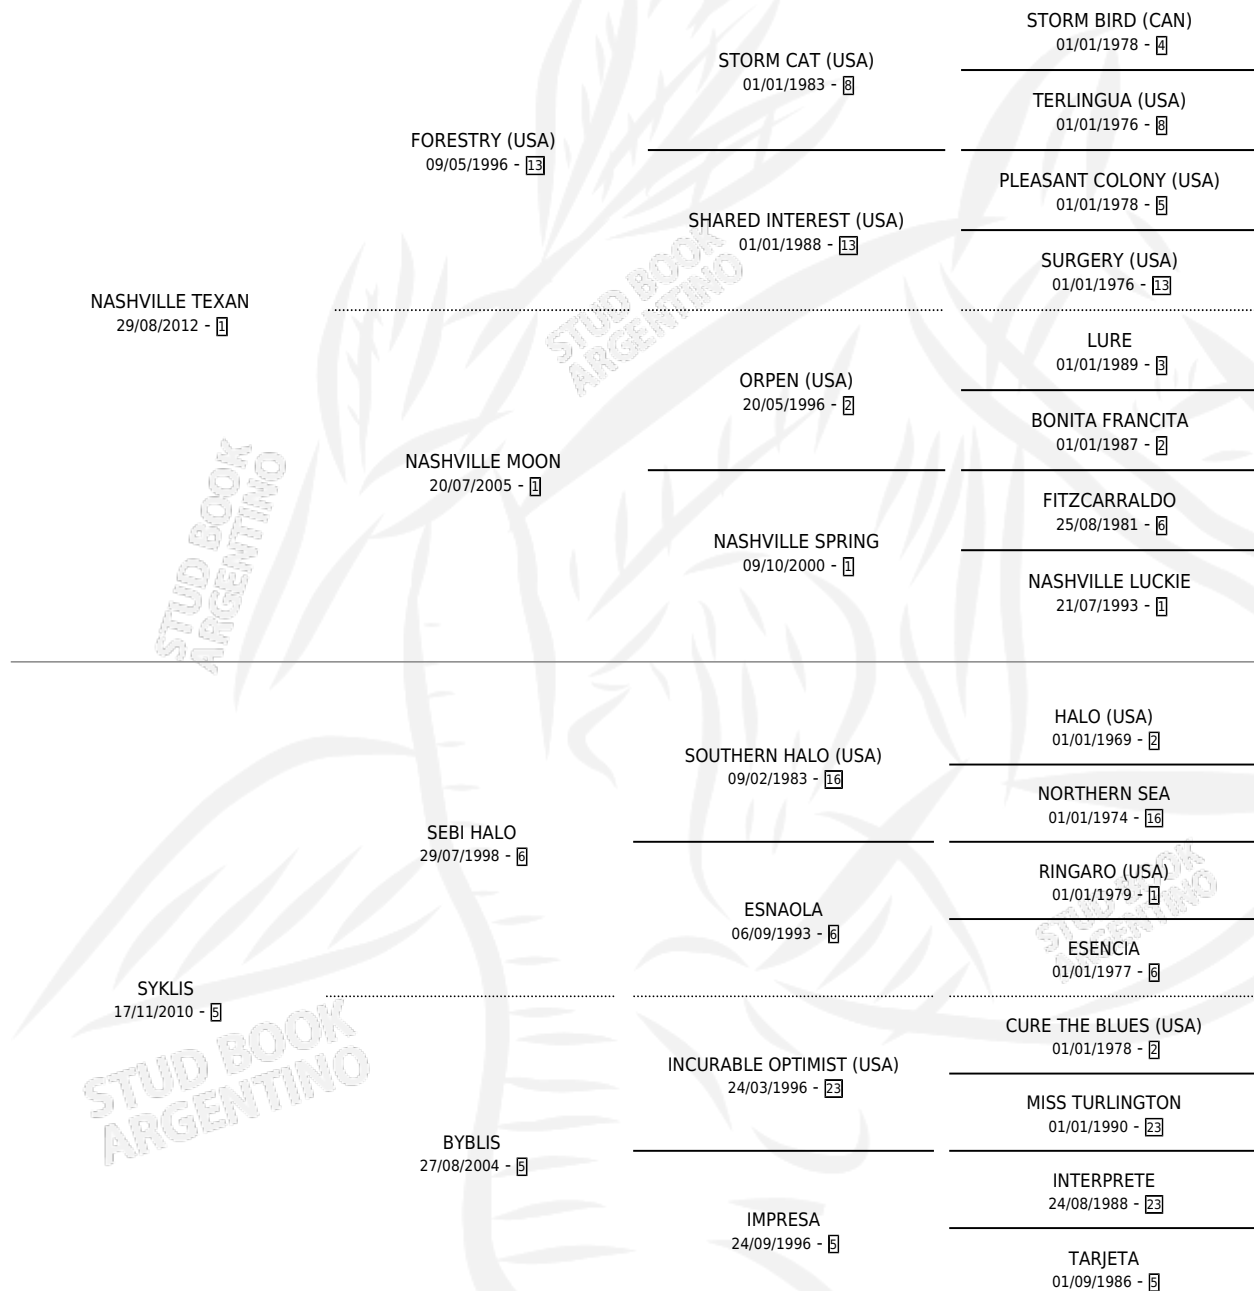 STORM BIRD (CAN)
01/01/1978 - 4
STORM CAT (USA)
01/01/1983 - 8
TERLINGUA (USA)
01/01/1976 - 8
FORESTRY (USA)
09/05/1996 - 13
PLEASANT COLONY (USA)
01/01/1978 - 5
SHARED INTEREST (USA)
01/01/1988 - 13
SURGERY (USA)
01/01/1976 - 13
NASHVILLE TEXAN
29/08/2012 - 1
LURE
01/01/1989 - 3
ORPEN (USA)
20/05/1996 - 2
BONITA FRANCITA
01/01/1987 - 2
NASHVILLE MOON
20/07/2005 - 1
FITZCARRALDO
25/08/1981 - 6
NASHVILLE SPRING
09/10/2000 - 1
NASHVILLE LUCKIE
21/07/1993 - 1
HALO (USA)
01/01/1969 - 2
SOUTHERN HALO (USA)
09/02/1983 - 16
NORTHERN SEA
01/01/1974 - 16
SEBI HALO
29/07/1998 - 6
RINGARO (USA)
01/01/1979 - 1
ESNAOLA
06/09/1993 - 6
ESENCIA
01/01/1977 - 6
SYKLIS
17/11/2010 - 5
CURE THE BLUES (USA)
01/01/1978 - 2
INCURABLE OPTIMIST (USA)
24/03/1996 - 23
MISS TURLINGTON
01/01/1990 - 23
BYBLIS
27/08/2004 - 5
INTERPRETE
24/08/1988 - 23
IMPRESA
24/09/1996 - 5
TARJETA
01/09/1986 - 5
STUD BOOK
ARGENTINO
STUD BOOK
ARGENTINO
STUD BOOK
ARGENTINO
STUD BOOK
ARGENTINO